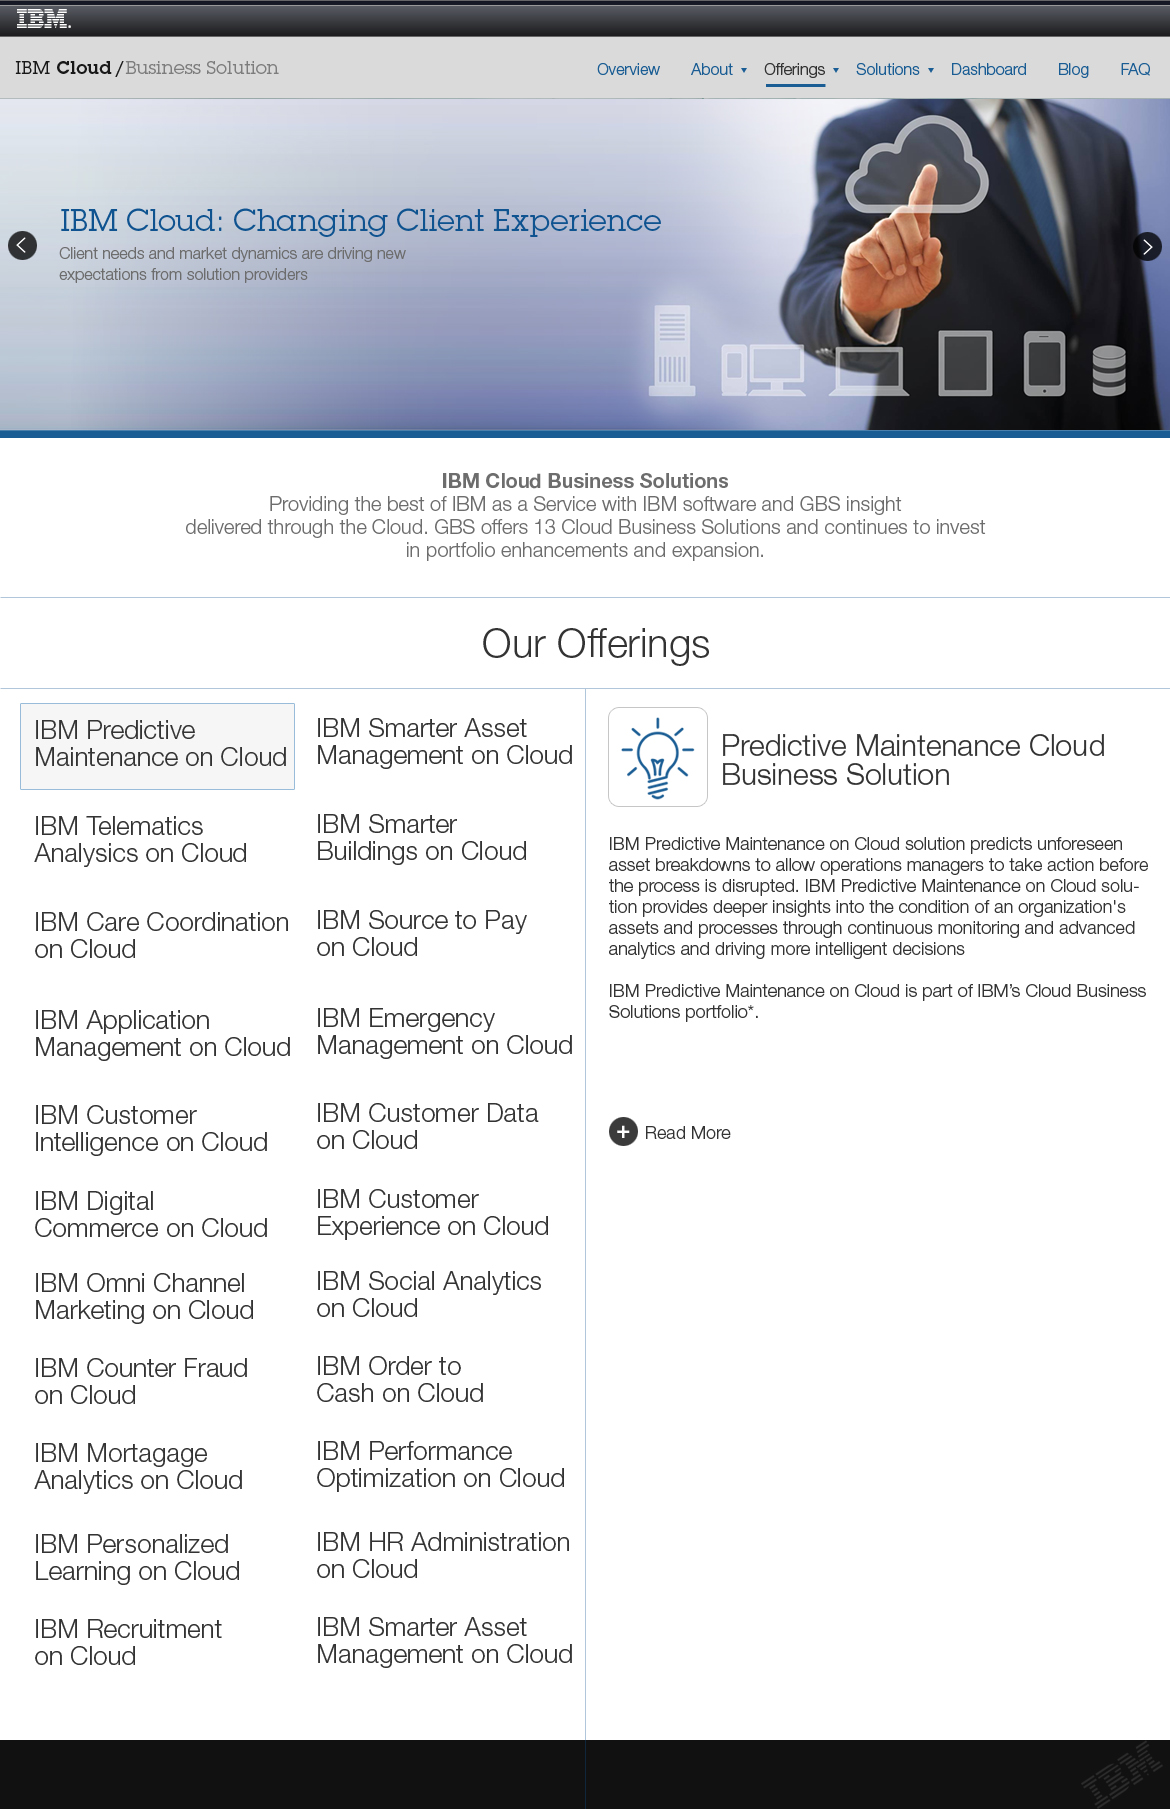 IBM.
IBM Cloud / Business Solution
Overview About Offerings Solutions Dashboard Blog FAQ
IBM Cloud: Changing Client Experience
Client needs and market dynamics are driving new
expectations from solution providers
IBM Cloud Business Solutions
Providing the best of IBM as a Service with IBM software and GBS insight
delivered through the Cloud. GBS offers 13 Cloud Business Solutions and continues to invest
in portfolio enhancements and expansion.
Our Offerings
IBM Predictive
Maintenance on Cloud
IBM Smarter Asset
Management on Cloud
IBM Telematics
Analysics on Cloud
IBM Smarter
Buildings on Cloud
IBM Care Coordination
on Cloud
IBM Source to Pay
on Cloud
IBM Application
Management on Cloud
IBM Emergency
Management on Cloud
IBM Customer
Intelligence on Cloud
IBM Customer Data
on Cloud
IBM Digital
Commerce on Cloud
IBM Customer
Experience on Cloud
IBM Omni Channel
Marketing on Cloud
IBM Social Analytics
on Cloud
IBM Counter Fraud
on Cloud
IBM Order to
Cash on Cloud
IBM Mortagage
Analytics on Cloud
IBM Performance
Optimization on Cloud
IBM Personalized
Learning on Cloud
IBM HR Administration
on Cloud
IBM Recruitment
on Cloud
IBM Smarter Asset
Management on Cloud
Predictive Maintenance Cloud
Business Solution
IBM Predictive Maintenance on Cloud solution predicts unforeseen
asset breakdowns to allow operations managers to take action before
the process is disrupted. IBM Predictive Maintenance on Cloud solu-
tion provides deeper insights into the condition of an organization's
assets and processes through continuous monitoring and advanced
analytics and driving more intelligent decisions
IBM Predictive Maintenance on Cloud is part of IBM’s Cloud Business
Solutions portfolio*.
Read More
IBM